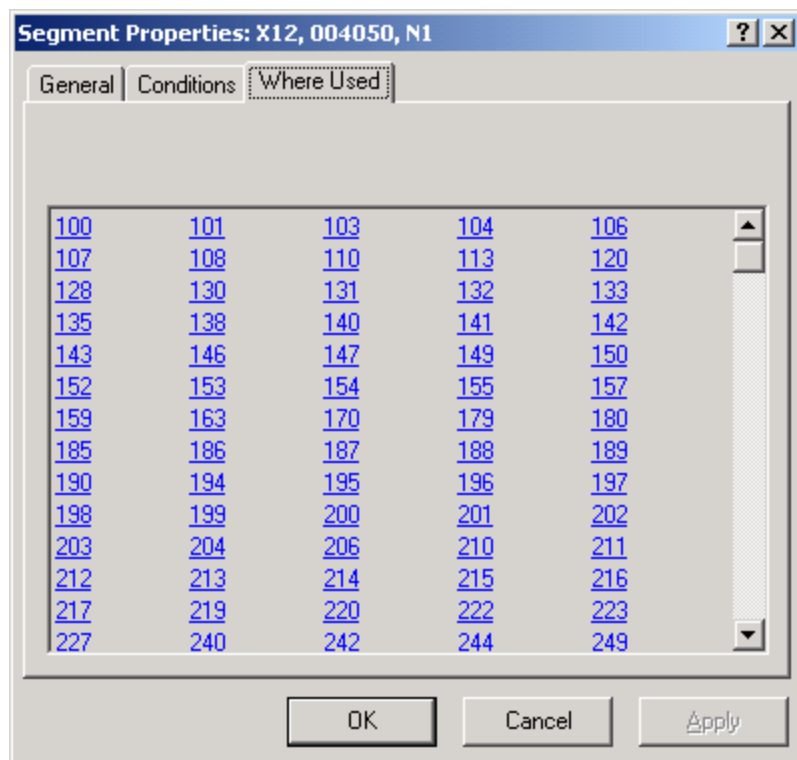 Segment Properties: X12, 004050, N1
General Conditions Where Used
100 101 103 104 106
107 108 110 113 120
128 130 131 132 133
135 138 140 141 142
143 146 147 149 150
152 153 154 155 157
159 163 170 179 180
185 186 187 188 189
190 194 195 196 197
198 199 200 201 202
203 204 206 210 211
212 213 214 215 216
217 219 220 222 223
227 240 242 244 249
OK Cancel Apply